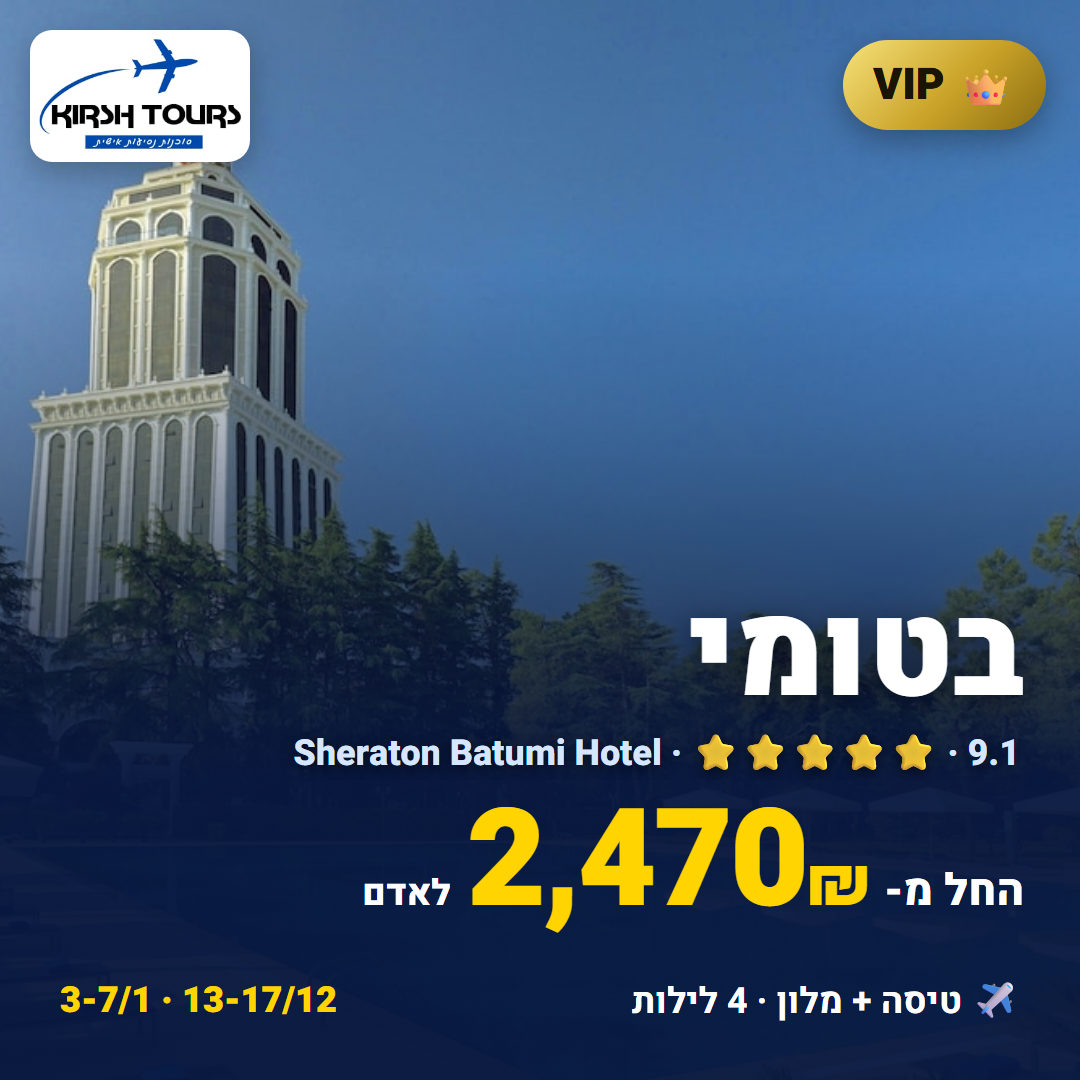 KIRSH TOURS
סוכנות נסיעות אישית
VIP 👑
בטומי
9.1 · ⭐⭐⭐⭐⭐ · Sheraton Batumi Hotel
החל מ- ₪2,470 לאדם
✈️ טיסה + מלון · 4 לילות
3-7/1 · 13-17/12